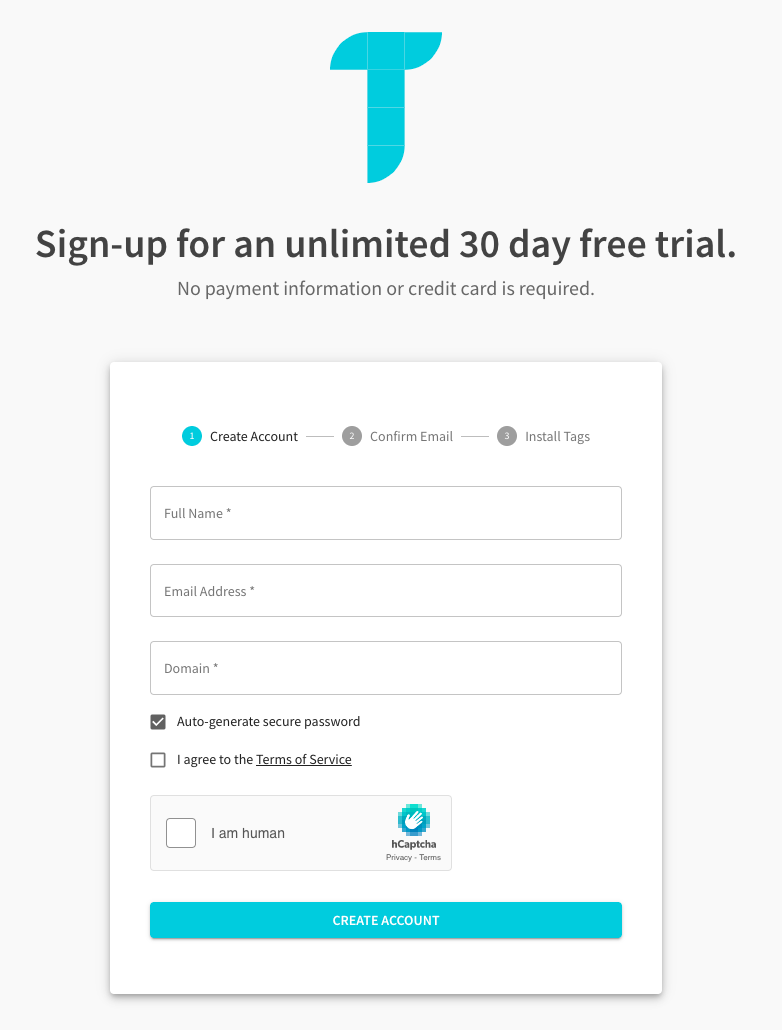 Sign-up for an unlimited 30 day free trial.
No payment information or credit card is required.
1 Create Account 2 Confirm Email 3 Install Tags
Full Name *
Email Address *
Domain *
Auto-generate secure password
I agree to the Terms of Service
I am human
hCaptcha
Privacy - Terms
CREATE ACCOUNT